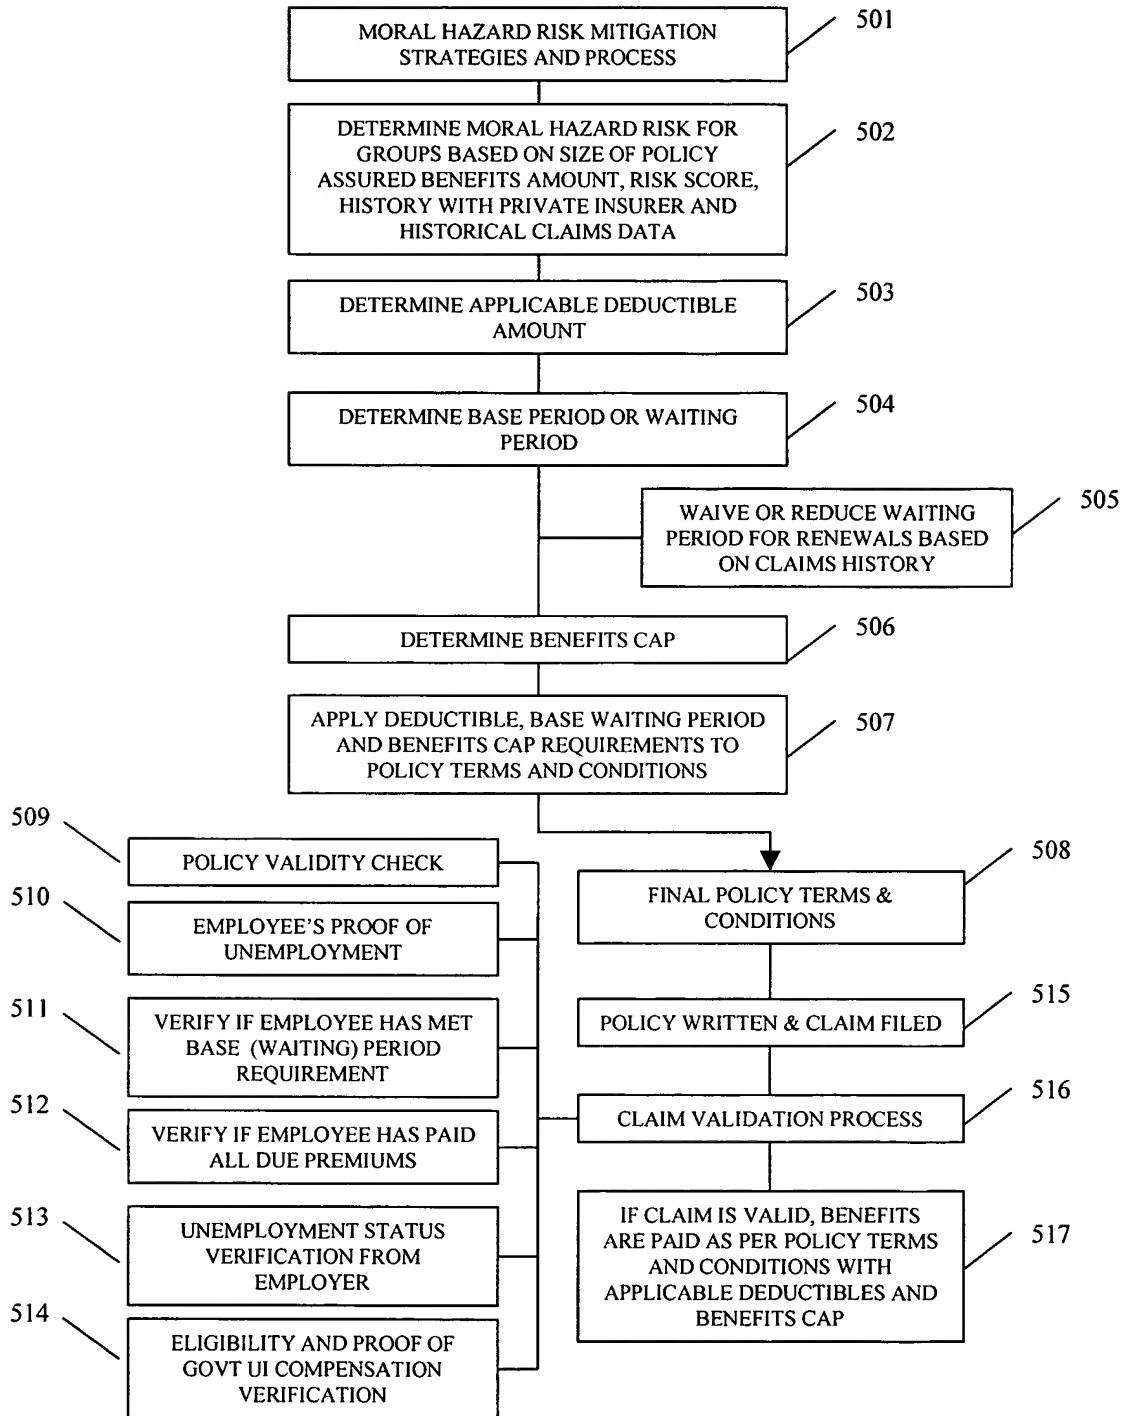 501
MORAL HAZARD RISK MITIGATION
STRATEGIES AND PROCESS
502
DETERMINE MORAL HAZARD RISK FOR
GROUPS BASED ON SIZE OF POLICY
ASSURED BENEFITS AMOUNT, RISK SCORE,
HISTORY WITH PRIVATE INSURER AND
HISTORICAL CLAIMS DATA
503
DETERMINE APPLICABLE DEDUCTIBLE
AMOUNT
504
DETERMINE BASE PERIOD OR WAITING
PERIOD
505
WAIVE OR REDUCE WAITING
PERIOD FOR RENEWALS BASED
ON CLAIMS HISTORY
506
DETERMINE BENEFITS CAP
507
APPLY DEDUCTIBLE, BASE WAITING PERIOD
AND BENEFITS CAP REQUIREMENTS TO
POLICY TERMS AND CONDITIONS
508
FINAL POLICY TERMS &
CONDITIONS
509
POLICY VALIDITY CHECK
510
EMPLOYEE'S PROOF OF
UNEMPLOYMENT
511
VERIFY IF EMPLOYEE HAS MET
BASE (WAITING) PERIOD
REQUIREMENT
512
VERIFY IF EMPLOYEE HAS PAID
ALL DUE PREMIUMS
513
UNEMPLOYMENT STATUS
VERIFICATION FROM
EMPLOYER
514
ELIGIBILITY AND PROOF OF
GOVT UI COMPENSATION
VERIFICATION
515
POLICY WRITTEN & CLAIM FILED
516
CLAIM VALIDATION PROCESS
517
IF CLAIM IS VALID, BENEFITS
ARE PAID AS PER POLICY TERMS
AND CONDITIONS WITH
APPLICABLE DEDUCTIBLES AND
BENEFITS CAP